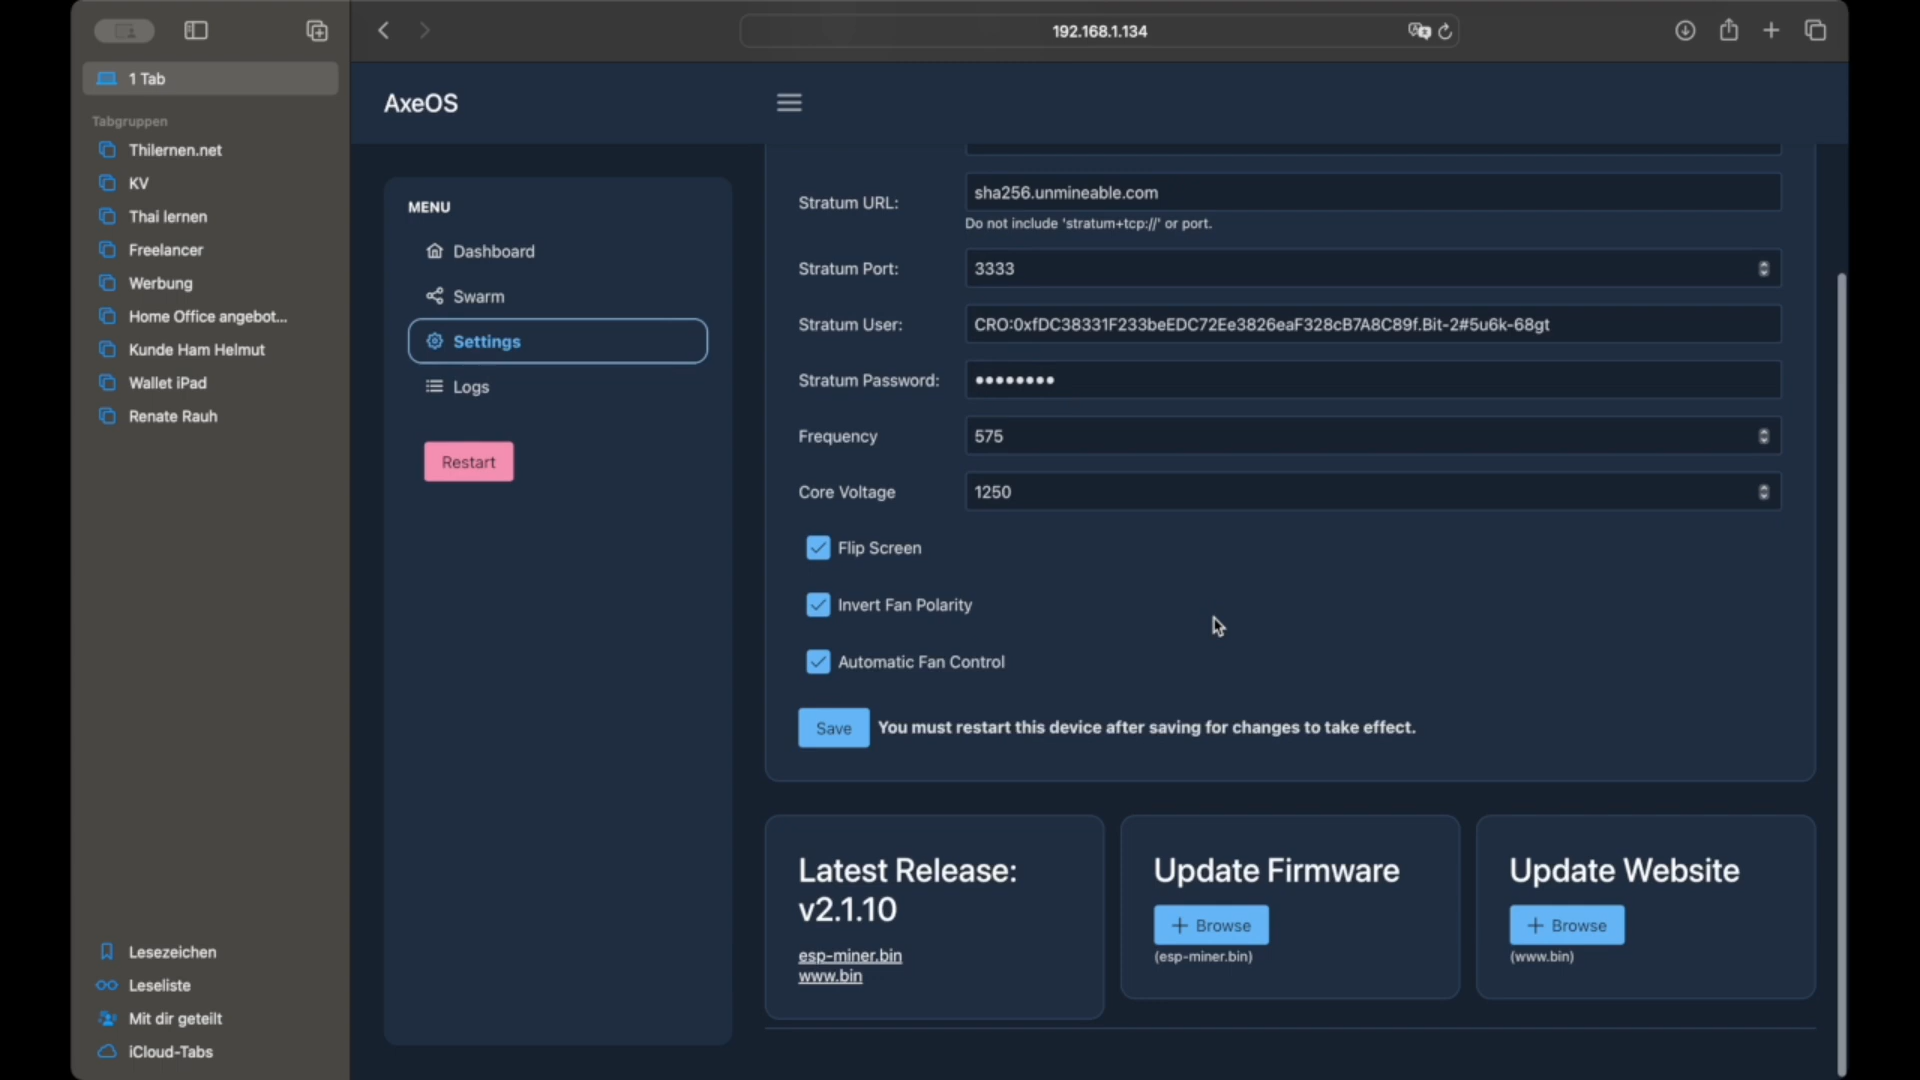 192.168.1.134
1 Tab
Tabgruppen
Thilernen.net
KV
Thai lernen
Freelancer
Werbung
Home Office angebot...
Kunde Ham Helmut
Wallet iPad
Renate Rauh
Lesezeichen
Leseliste
Mit dir geteilt
iCloud-Tabs
AxeOS
MENU
Dashboard
Swarm
Settings
Logs
Restart
Stratum URL: sha256.unmineable.com
Do not include 'stratum+tcp://' or port.
Stratum Port: 3333
Stratum User: CRO:0xfDC38331F233beEDC72Ee3826eaF328cB7A8C89f.Bit-2#5u6k-68gt
Stratum Password: ••••••••
Frequency 575
Core Voltage 1250
Flip Screen
Invert Fan Polarity
Automatic Fan Control
Save You must restart this device after saving for changes to take effect.
Latest Release:
v2.1.10
esp-miner.bin
www.bin
Update Firmware
+ Browse
(esp-miner.bin)
Update Website
+ Browse
(www.bin)